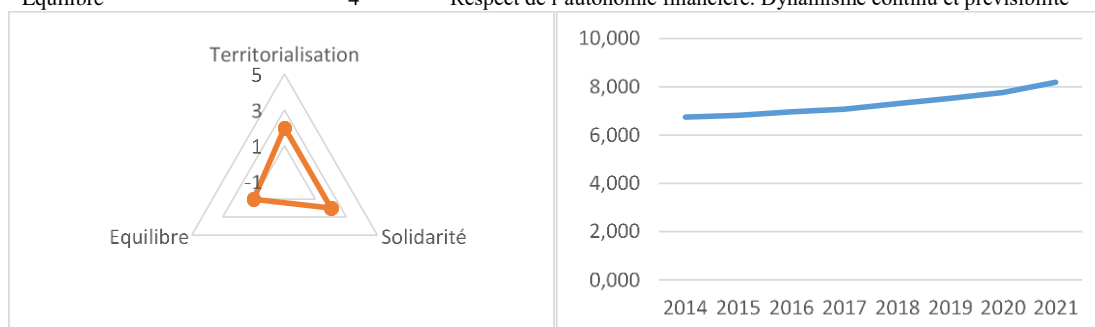 Equilibre 4 Respect de l'autonomie financière. Dynamisme continu et prévisibilité
Territorialisation
5
3
1
-1
Equilibre
Solidarité
10,000
8,000
6,000
4,000
2,000
0,000
2014 2015 2016 2017 2018 2019 2020 2021